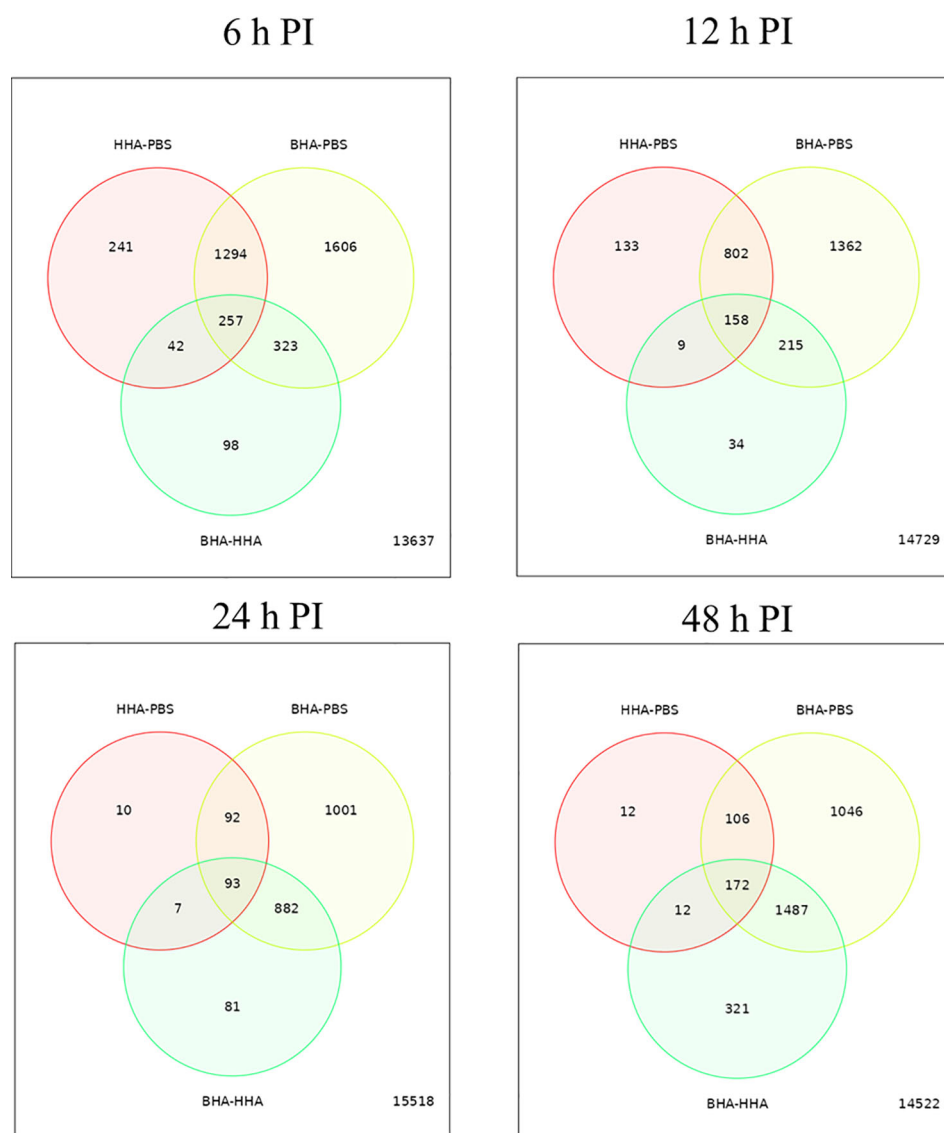 6 h PI
12 h PI
HHA-PBS
BHA-PBS
241
1294
1606
257
42
323
98
BHA-HHA
13637
HHA-PBS
BHA-PBS
133
802
1362
158
9
215
34
BHA-HHA
14729
24 h PI
48 h PI
HHA-PBS
BHA-PBS
10
92
1001
93
7
882
81
BHA-HHA
15518
HHA-PBS
BHA-PBS
12
106
1046
172
12
1487
321
BHA-HHA
14522